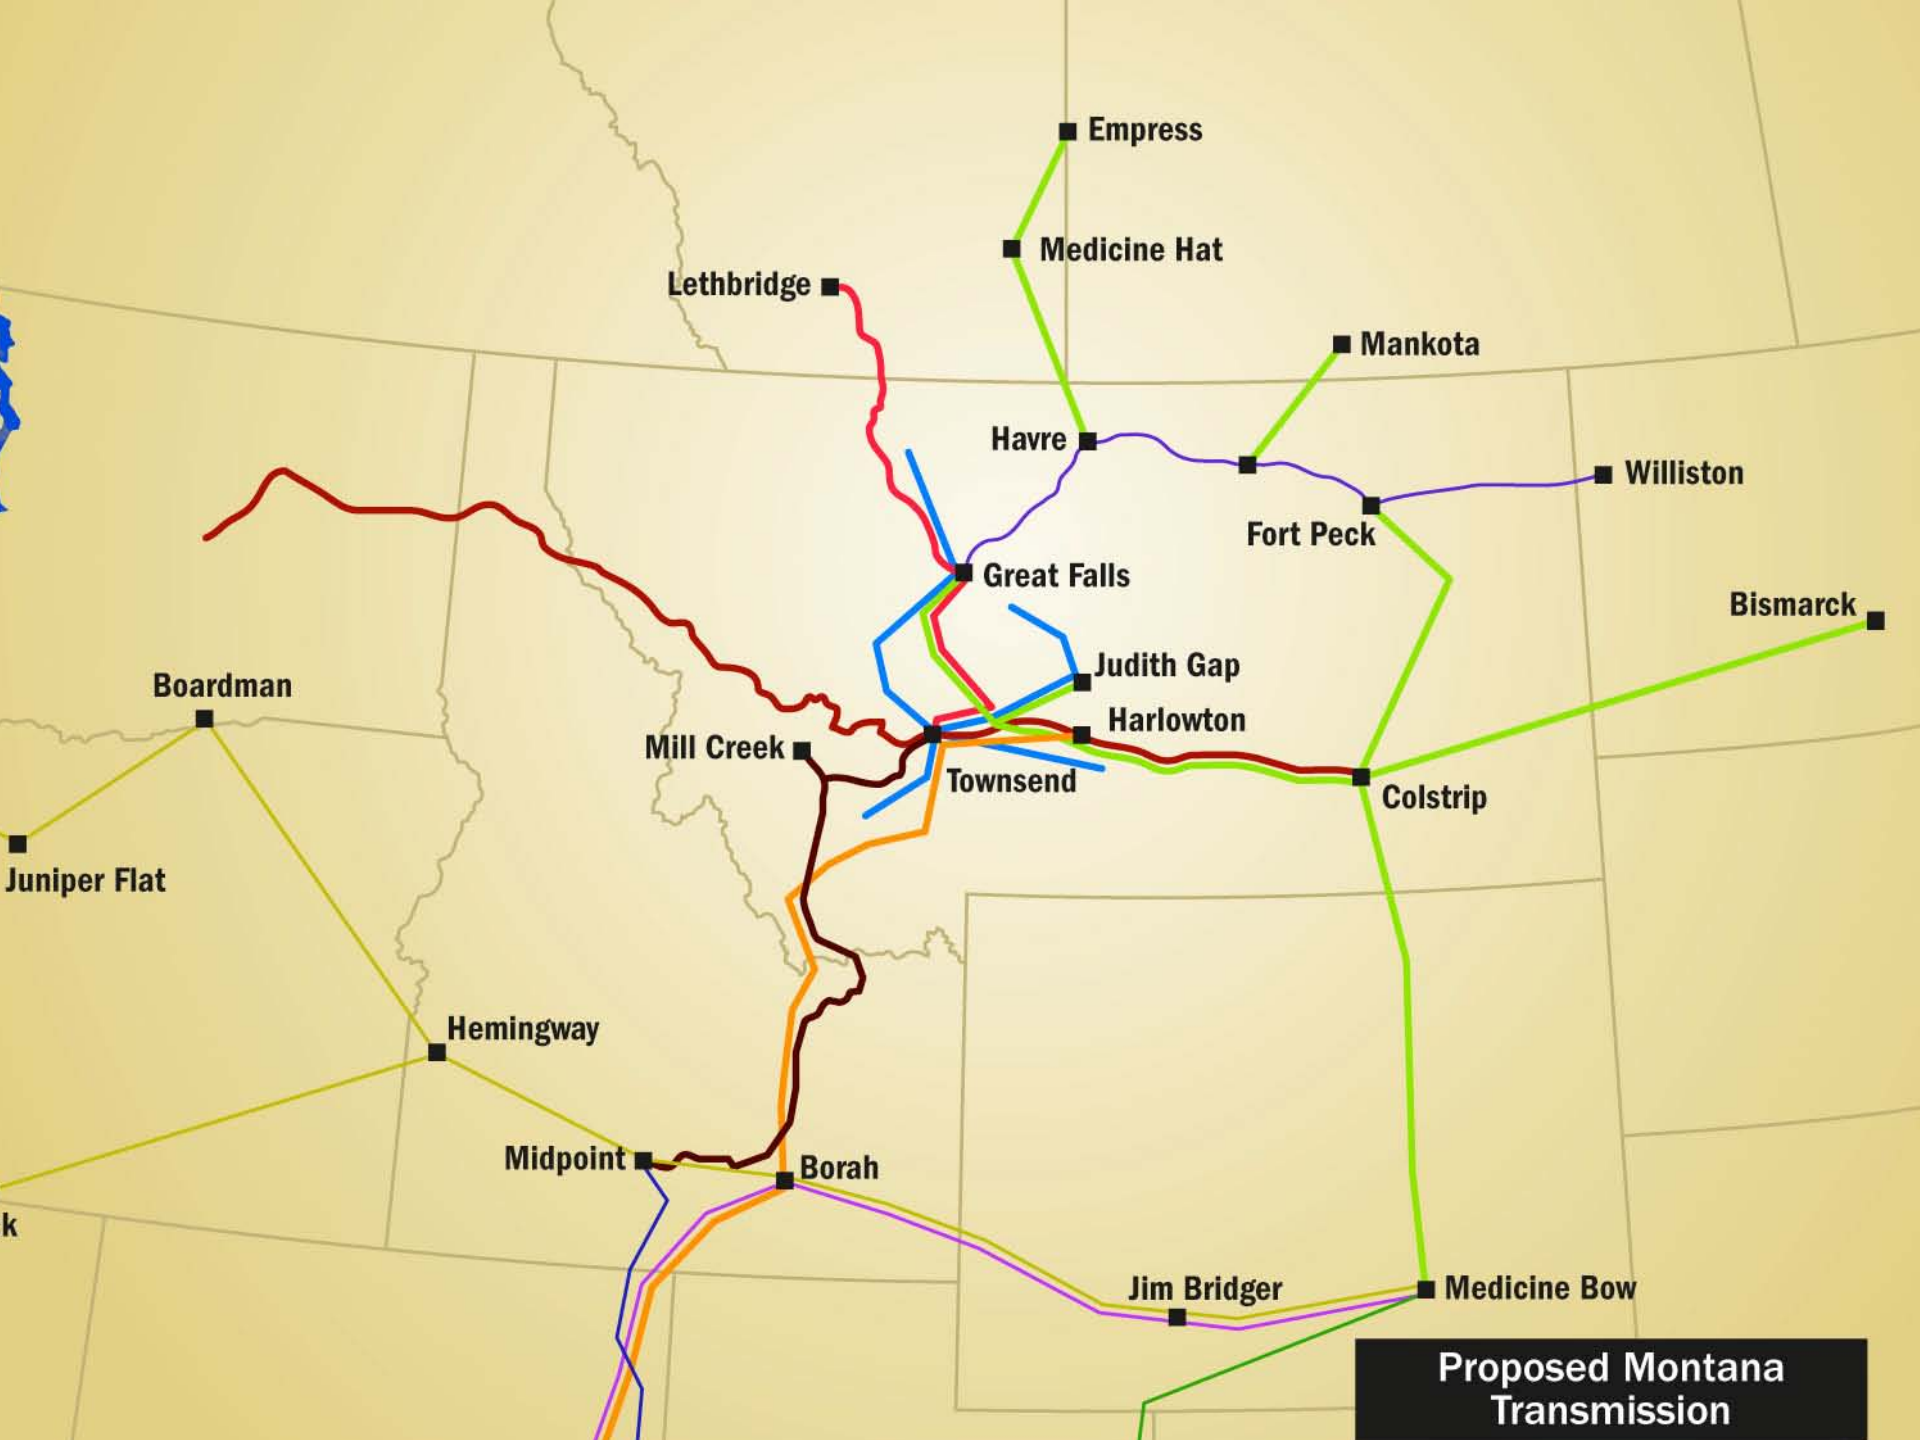 Empress
Medicine Hat
Lethbridge
Mankota
Havre
Williston
Fort Peck
Great Falls
Bismarck
Judith Gap
Boardman
Harlowton
Mill Creek
Townsend
Colstrip
Juniper Flat
Hemingway
Midpoint
Borah
k
Jim Bridger
Medicine Bow
Proposed Montana
Transmission